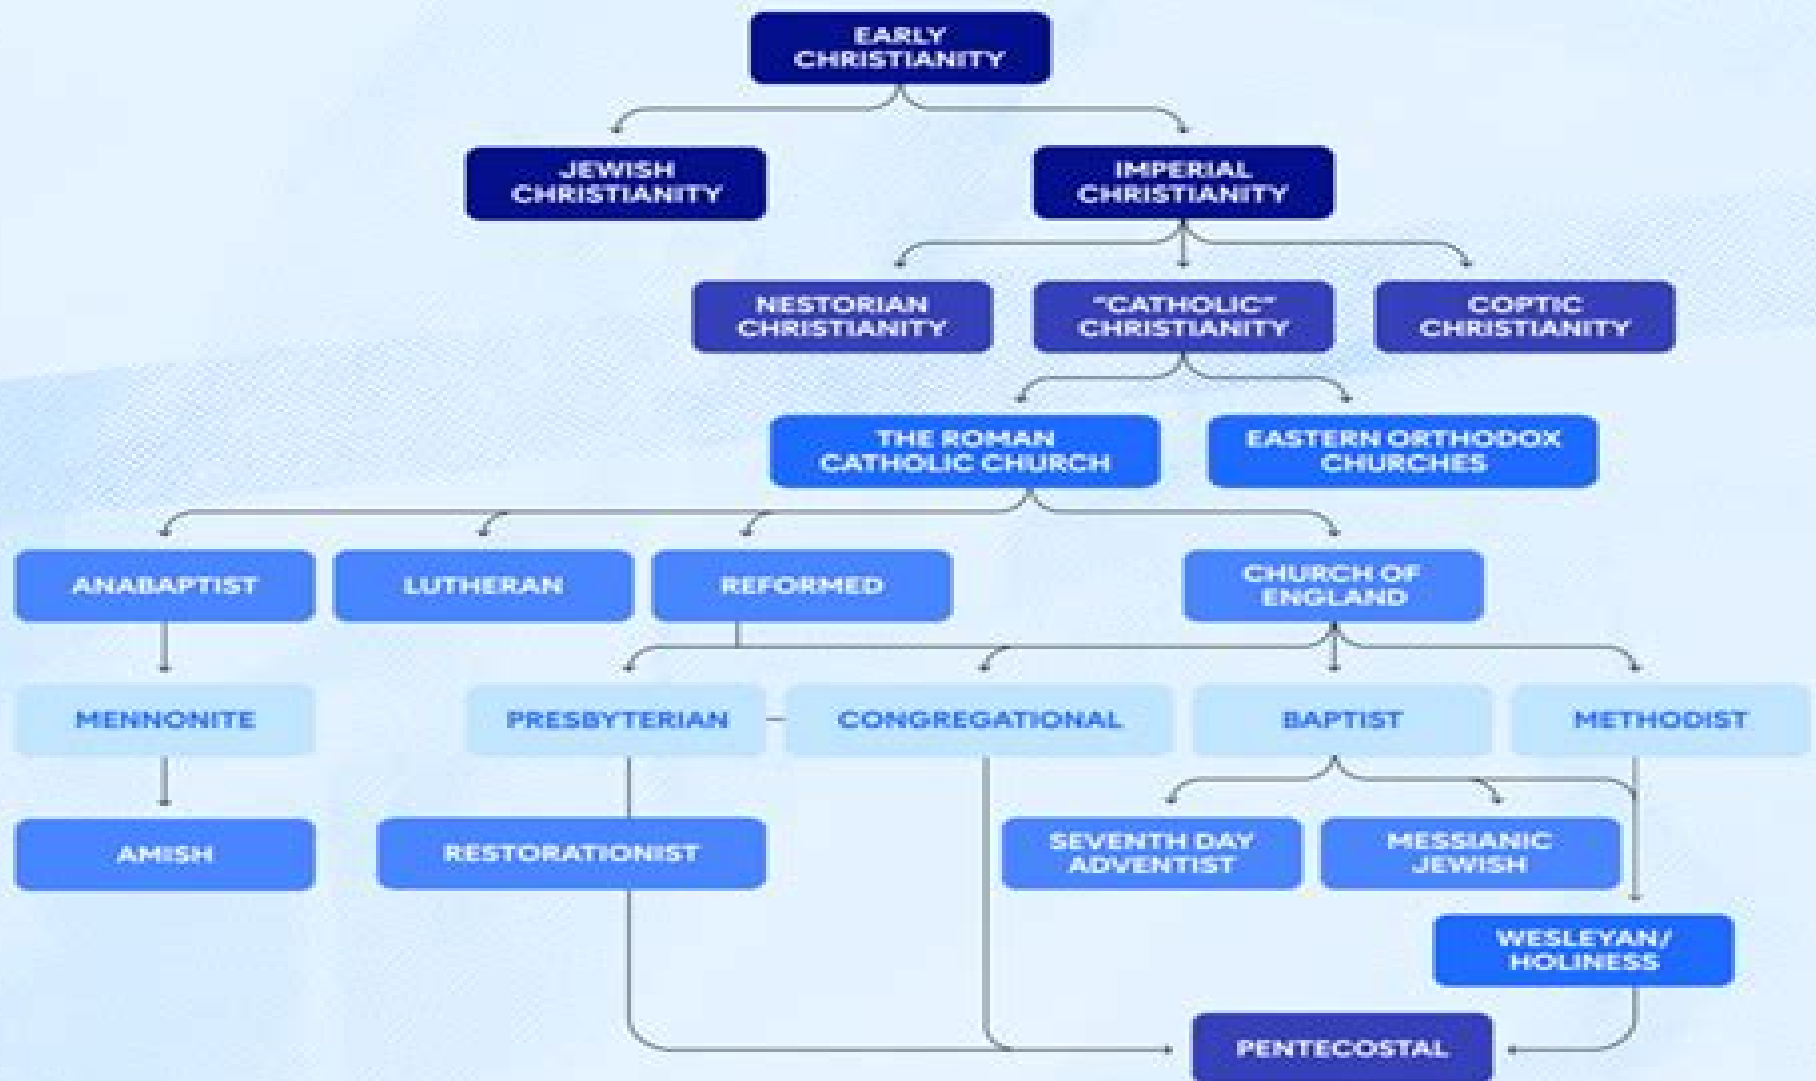 EARLY
CHRISTIANITY
JEWISH
CHRISTIANITY
IMPERIAL
CHRISTIANITY
NESTORIAN
CHRISTIANITY
"CATHOLIC"
CHRISTIANITY
COPTIC
CHRISTIANITY
THE ROMAN
CATHOLIC CHURCH
EASTERN ORTHODOX
CHURCHES
ANABAPTIST
LUTHERAN
REFORMED
CHURCH OF
ENGLAND
MENNONITE
PRESBYTERIAN
CONGREGATIONAL
BAPTIST
METHODIST
AMISH
RESTORATIONIST
SEVENTH DAY
ADVENTIST
MESSIANIC
JEWISH
WESLEYAN/
HOLINESS
PENTECOSTAL